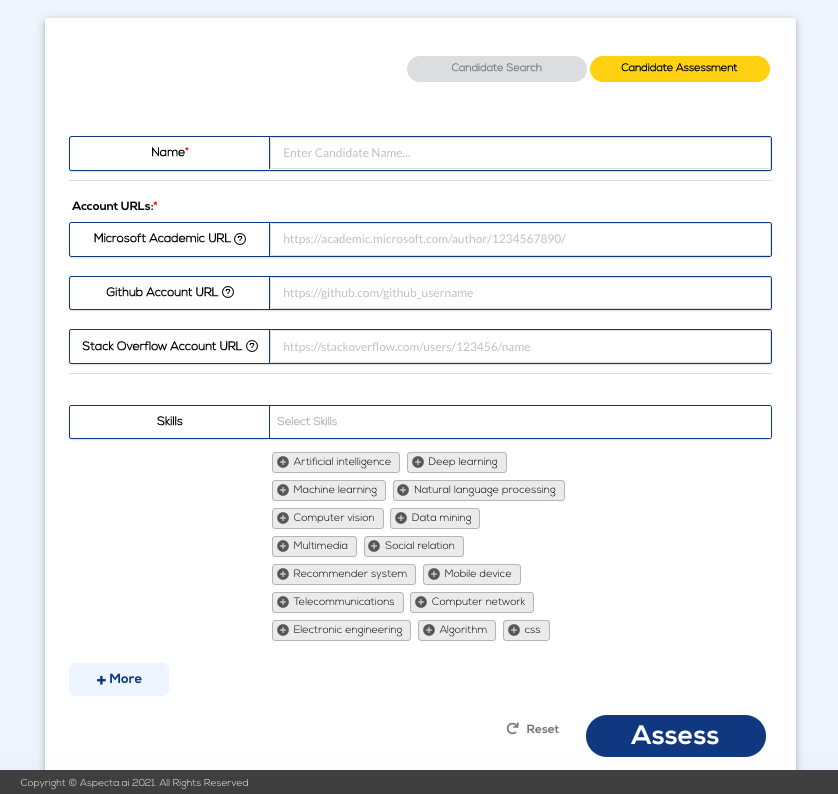 Candidate Search Candidate Assessment
Name* Enter Candidate Name...
Account URLs:*
Microsoft Academic URL https://academic.microsoft.com/author/1234567890/
Github Account URL https://github.com/github_username
Stack Overflow Account URL https://stackoverflow.com/users/123456/name
Skills Select Skills
Artificial intelligence Deep learning
Machine learning Natural language processing
Computer vision Data mining
Multimedia Social relation
Recommender system Mobile device
Telecommunications Computer network
Electronic engineering Algorithm css
+ More
Reset Assess
Copyright © Aspecta.ai 2021. All Rights Reserved